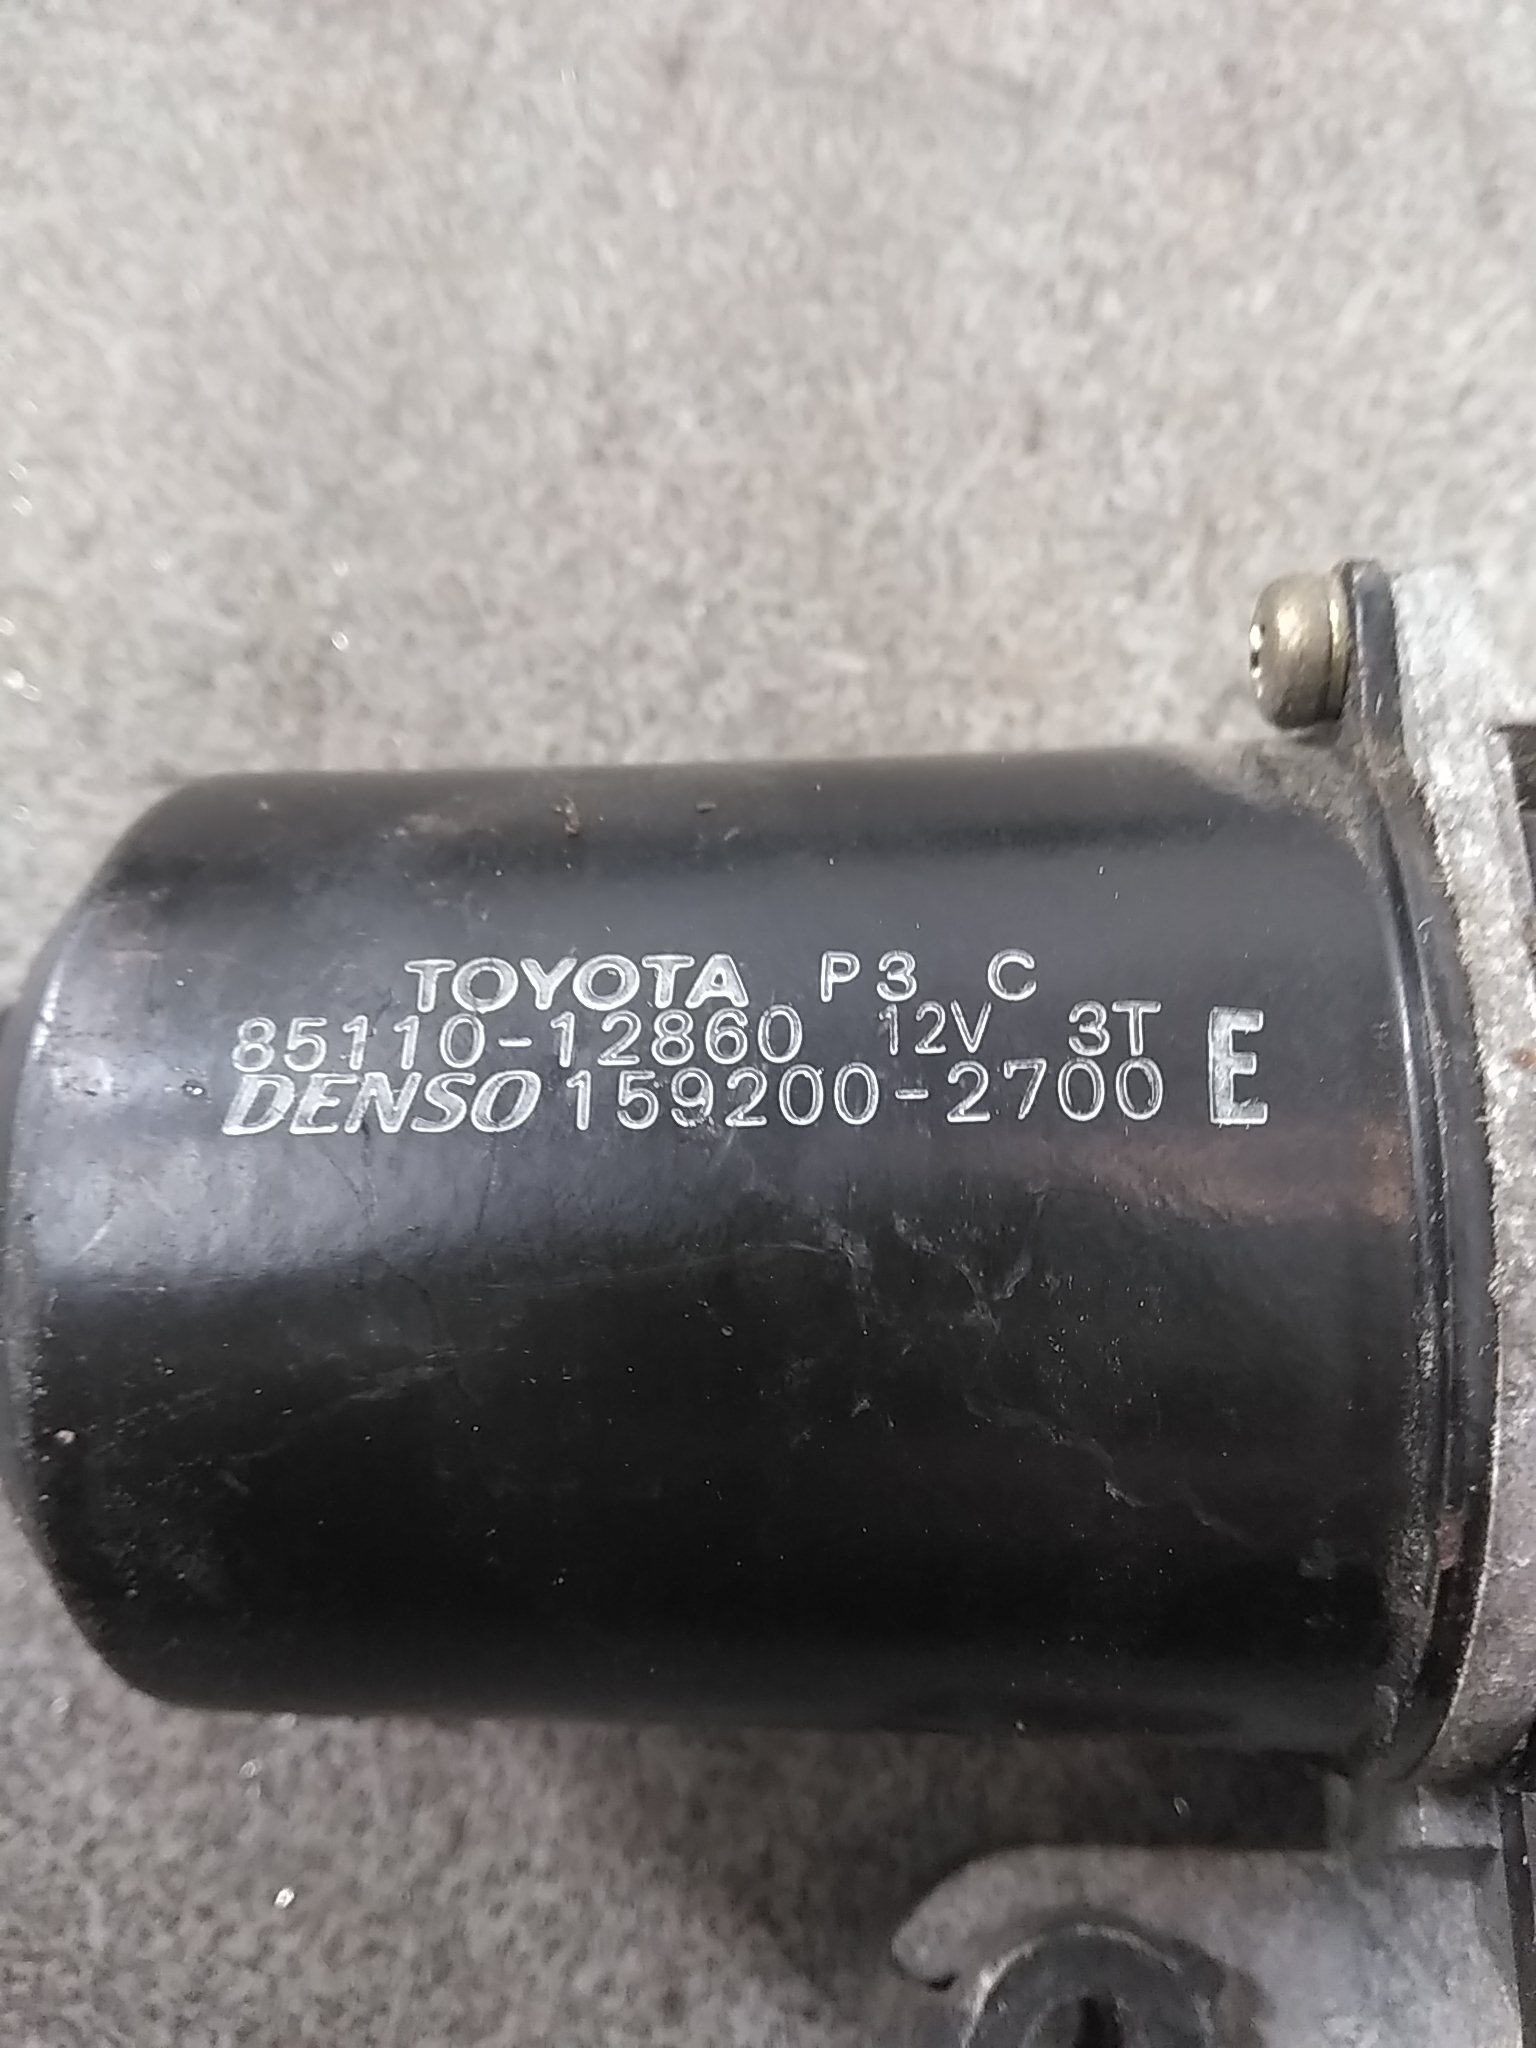 TOYOTA P3 C
85110-12860 12V 3T E
DENSO 159200-2700